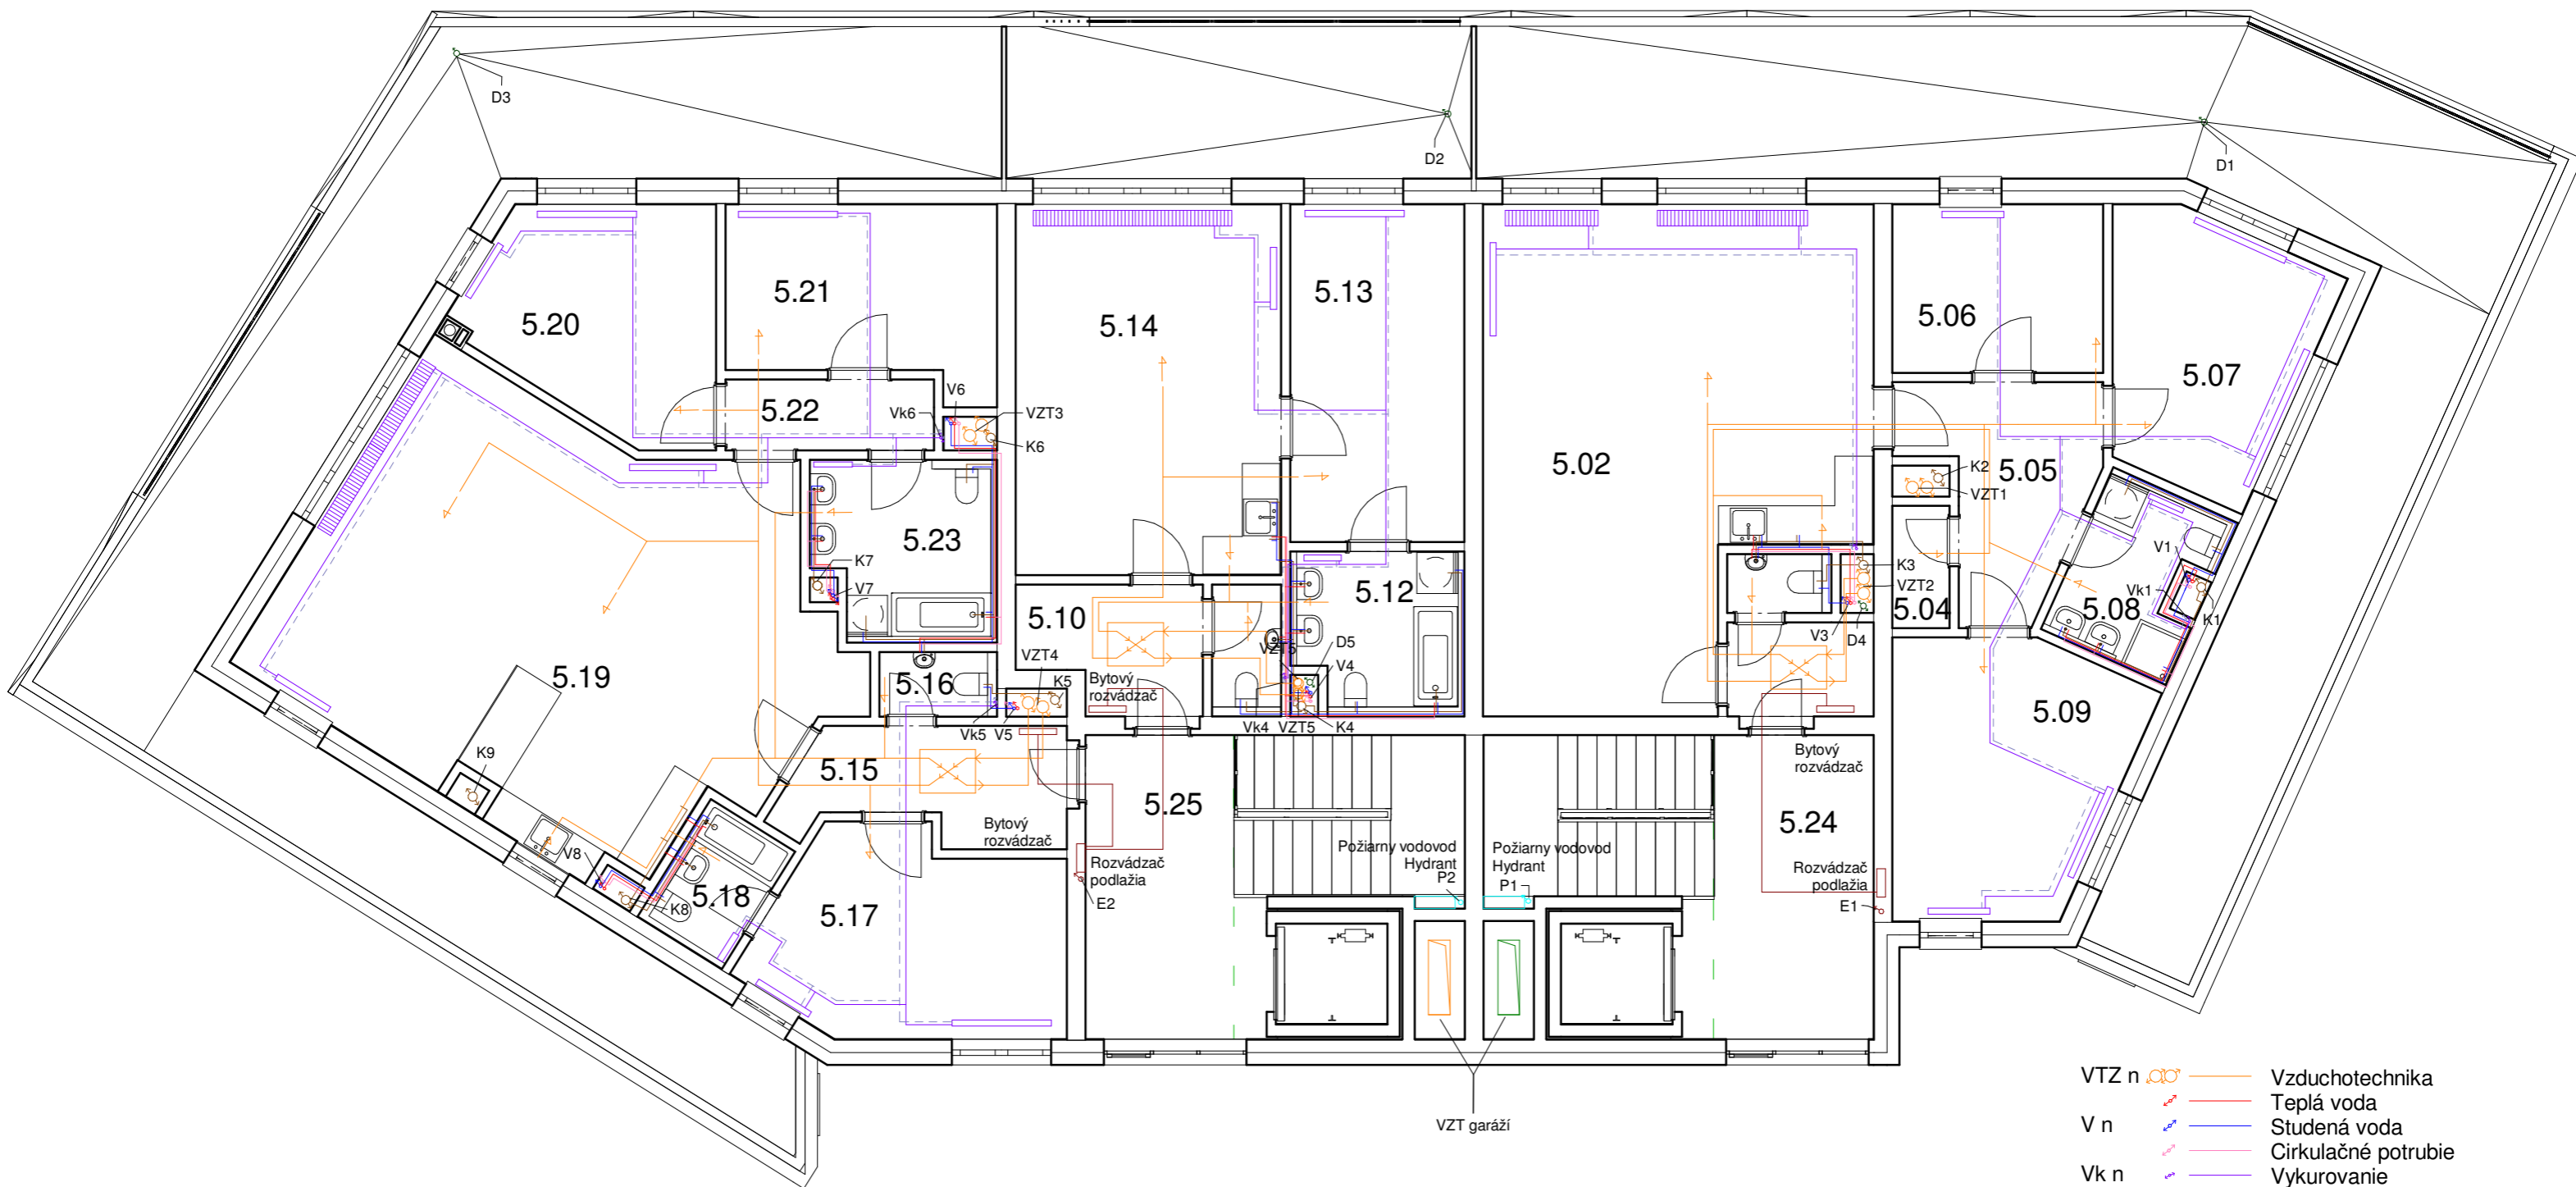 D3
D2
D1
5.20
5.21
5.14
5.13
5.02
5.06
5.07
5.22
V6
Vk6
VZT3
K6
K2
VZT1
5.05
5.23
K7
V7
5.10
5.12
K3
VZT2
5.04
D4
V3
V1
Vk1
K1
5.08
5.19
5.16
VZT4
K5
Vk5
V5
Bytový
rozvádzač
VZT5
D5
V4
Vk4
VZT5
K4
5.09
K9
5.15
5.25
Bytový
rozvádzač
Bytový
rozvádzač
5.24
V8
K8
5.18
5.17
Rozvádzač
podlažia
E2
Požiarny vodovod
Hydrant
P2
Požiarny vodovod
Hydrant
P1
Rozvádzač
podlažia
E1
VZT garáží
VTZ n Vzduchotechnika
Teplá voda
V n Studená voda
Cirkulačné potrubie
Vk n Vykurovanie